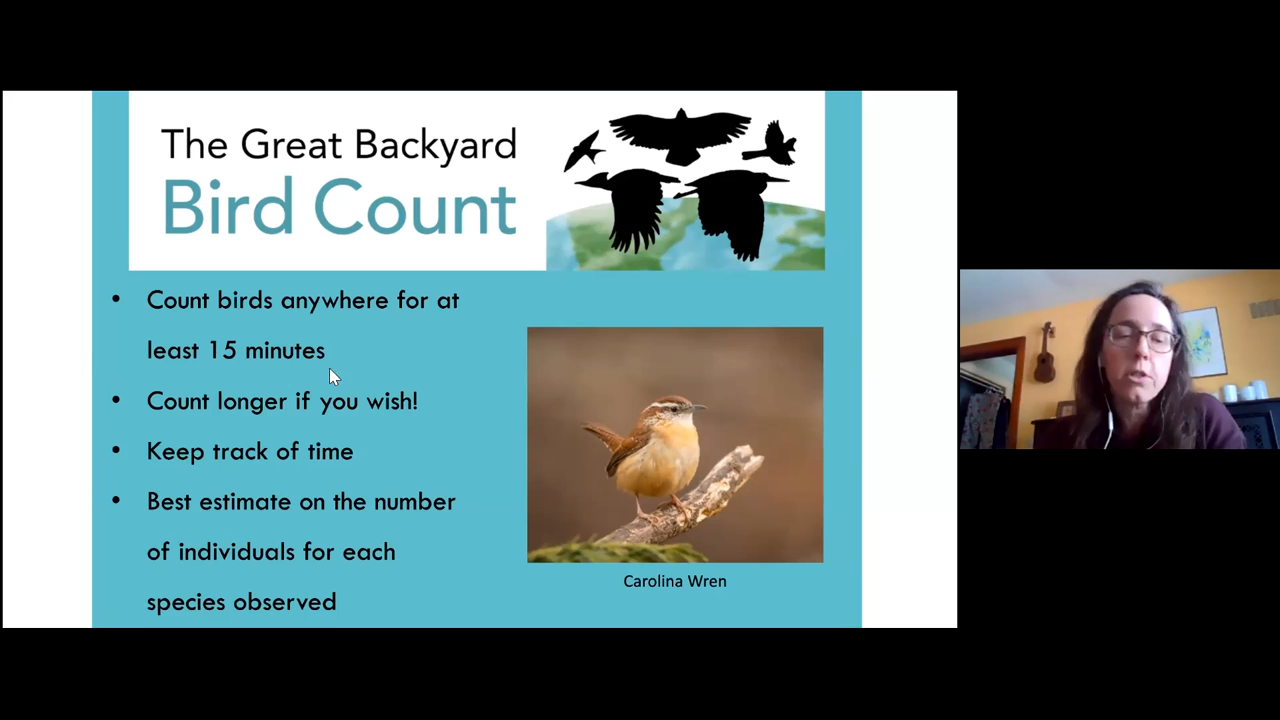 The Great Backyard
Bird Count
• Count birds anywhere for at
least 15 minutes
• Count longer if you wish!
• Keep track of time
• Best estimate on the number
of individuals for each
species observed
Carolina Wren